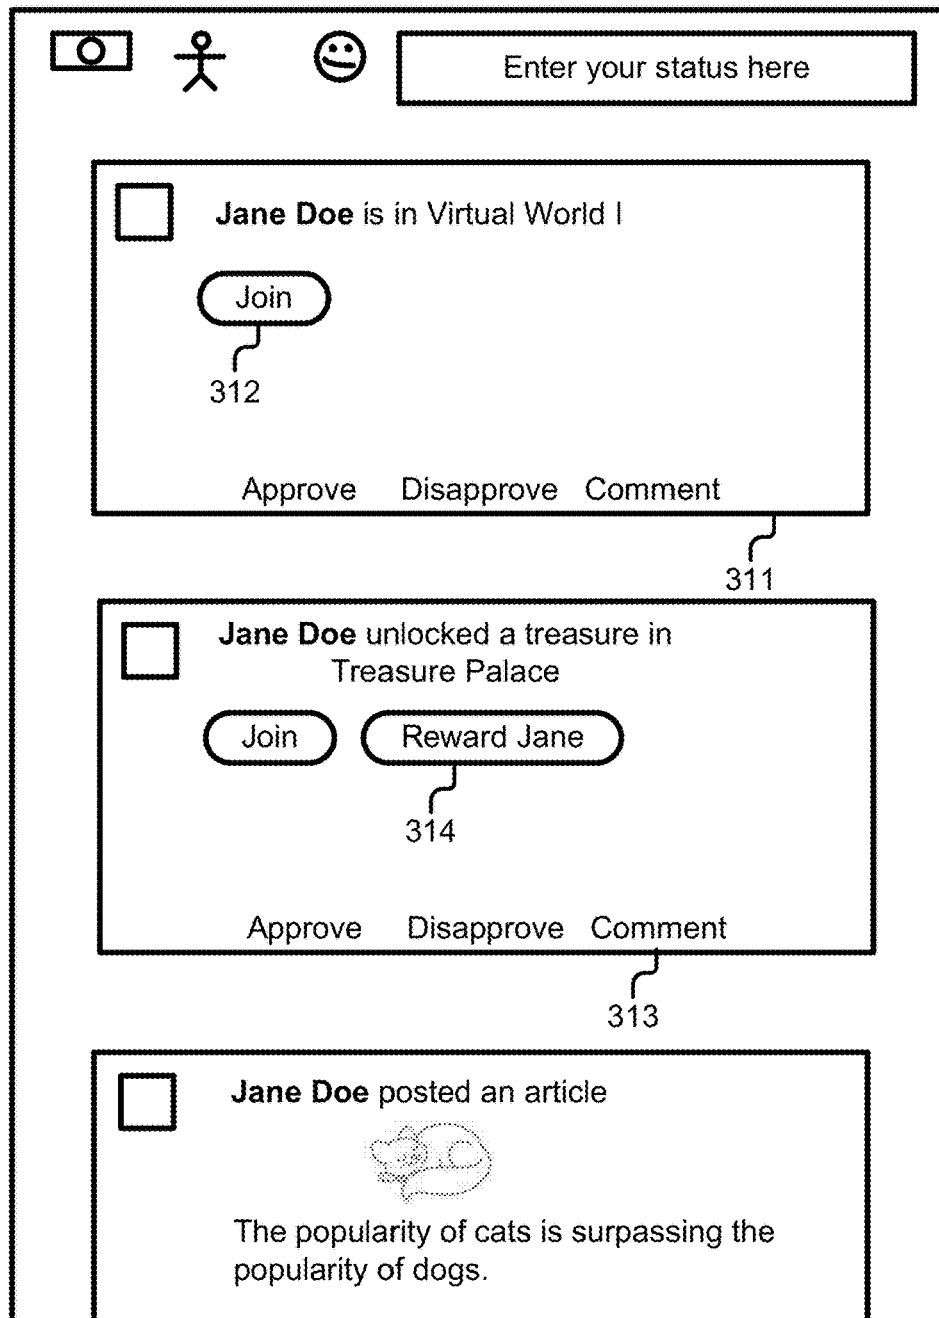 Enter your status here
Jane Doe is in Virtual World I
Join
312
Approve Disapprove Comment
311
Jane Doe unlocked a treasure in
Treasure Palace
Join Reward Jane
314
Approve Disapprove Comment
313
Jane Doe posted an article
The popularity of cats is surpassing the
popularity of dogs.